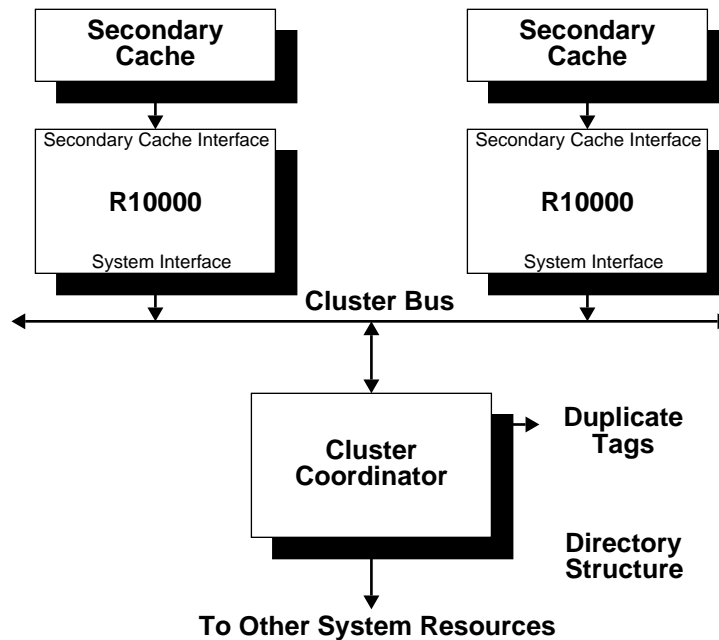 Secondary
Cache
Secondary
Cache
Secondary Cache Interface
R10000
System Interface
Secondary Cache Interface
R10000
System Interface
Cluster Bus
Cluster
Coordinator
Duplicate
Tags
Directory
Structure
To Other System Resources